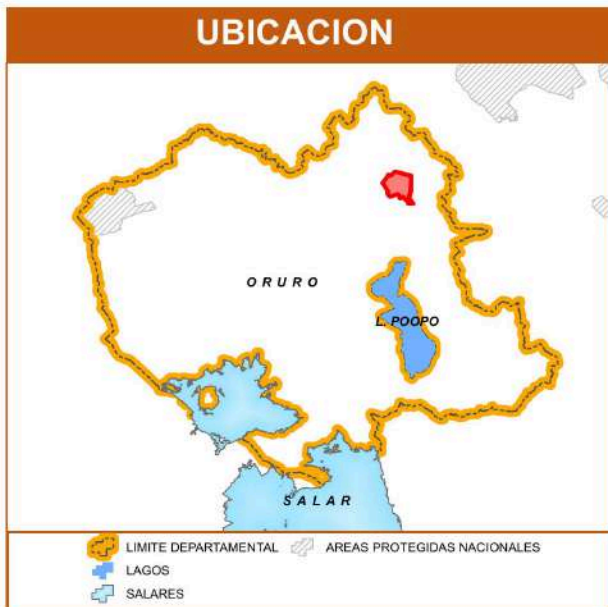 UBICACION
ORURO
L. POOPO
SALAR
LIMITE DEPARTAMENTAL
AREAS PROTEGIDAS NACIONALES
LAGOS
SALARES